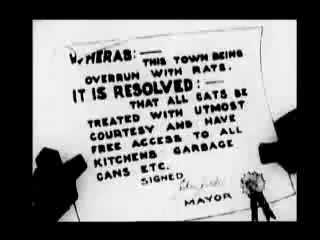 WHERAS:—
THIS TOWN BEING
OVERRUN WITH RATS.
IT IS RESOLVED:—
THAT ALL CATS BE
TREATED WITH UTMOST
COURTESY AND HAVE
FREE ACCESS TO ALL
KITCHENS GARBAGE
CANS ETC.
SIGNED
MAYOR